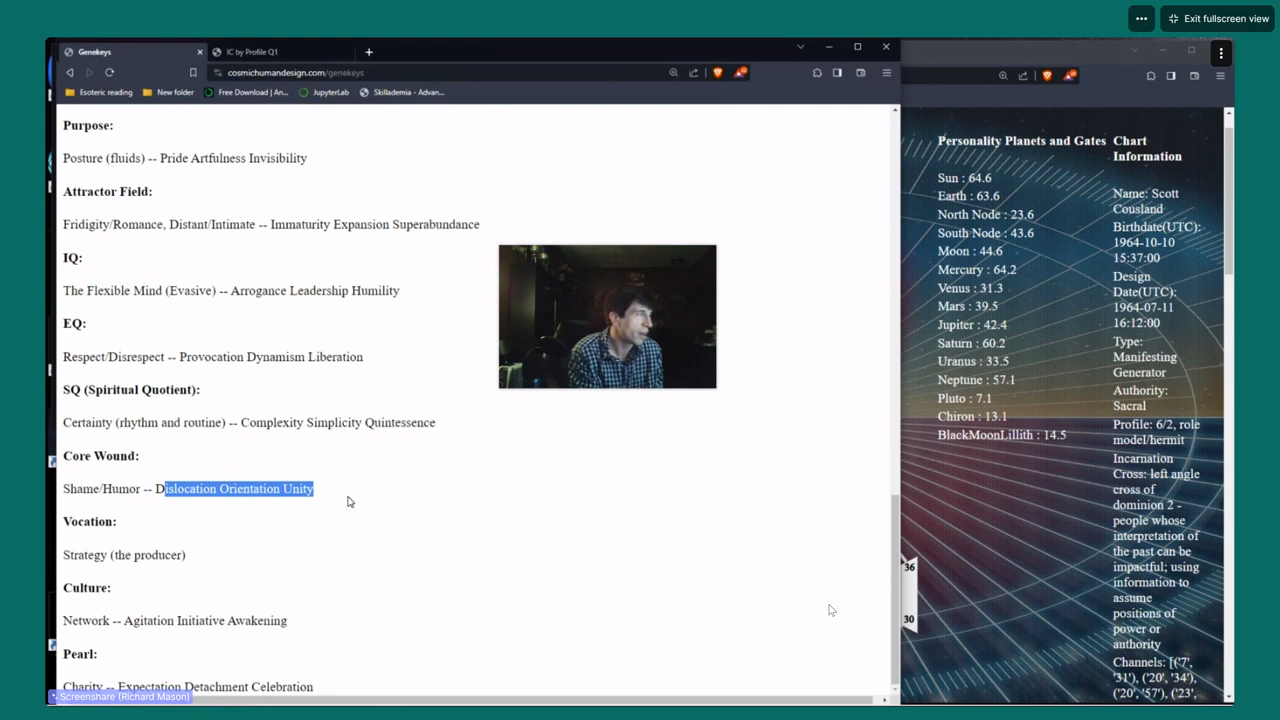 Exit fullscreen view
Genekeys
IC by Profile Q1
cosmichumandesign.com/genekeys
Esoteric reading
New folder
Free Download | An...
JupyterLab
Skillademia - Advan...
Purpose:
Posture (fluids) -- Pride Artfulness Invisibility
Attractor Field:
Fridigity/Romance, Distant/Intimate -- Immaturity Expansion Superabundance
IQ:
The Flexible Mind (Evasive) -- Arrogance Leadership Humility
EQ:
Respect/Disrespect -- Provocation Dynamism Liberation
SQ (Spiritual Quotient):
Certainty (rhythm and routine) -- Complexity Simplicity Quintessence
Core Wound:
Shame/Humor -- Dislocation Orientation Unity
Vocation:
Strategy (the producer)
Culture:
Network -- Agitation Initiative Awakening
Pearl:
Charity -- Expectation Detachment Celebration
Screenshare (Richard Mason)
36
30
Personality Planets and Gates
Sun : 64.6
Earth : 63.6
North Node : 23.6
South Node : 43.6
Moon : 44.6
Mercury : 64.2
Venus : 31.3
Mars : 39.5
Jupiter : 42.4
Saturn : 60.2
Uranus : 33.5
Neptune : 57.1
Pluto : 7.1
Chiron : 13.1
BlackMoonLillith : 14.5
Chart
Information
Name: Scott
Cousland
Birthdate(UTC):
1964-10-10
15:37:00
Design
Date(UTC):
1964-07-11
16:12:00
Type:
Manifesting
Generator
Authority:
Sacral
Profile: 6/2, role
model/hermit
Incarnation
Cross: left angle
cross of
dominion 2 -
people whose
interpretation of
the past can be
impactful; using
information to
assume
positions of
power or
authority
Channels: [('7',
'31'), ('20', '34'),
('20', '57'), ('23',